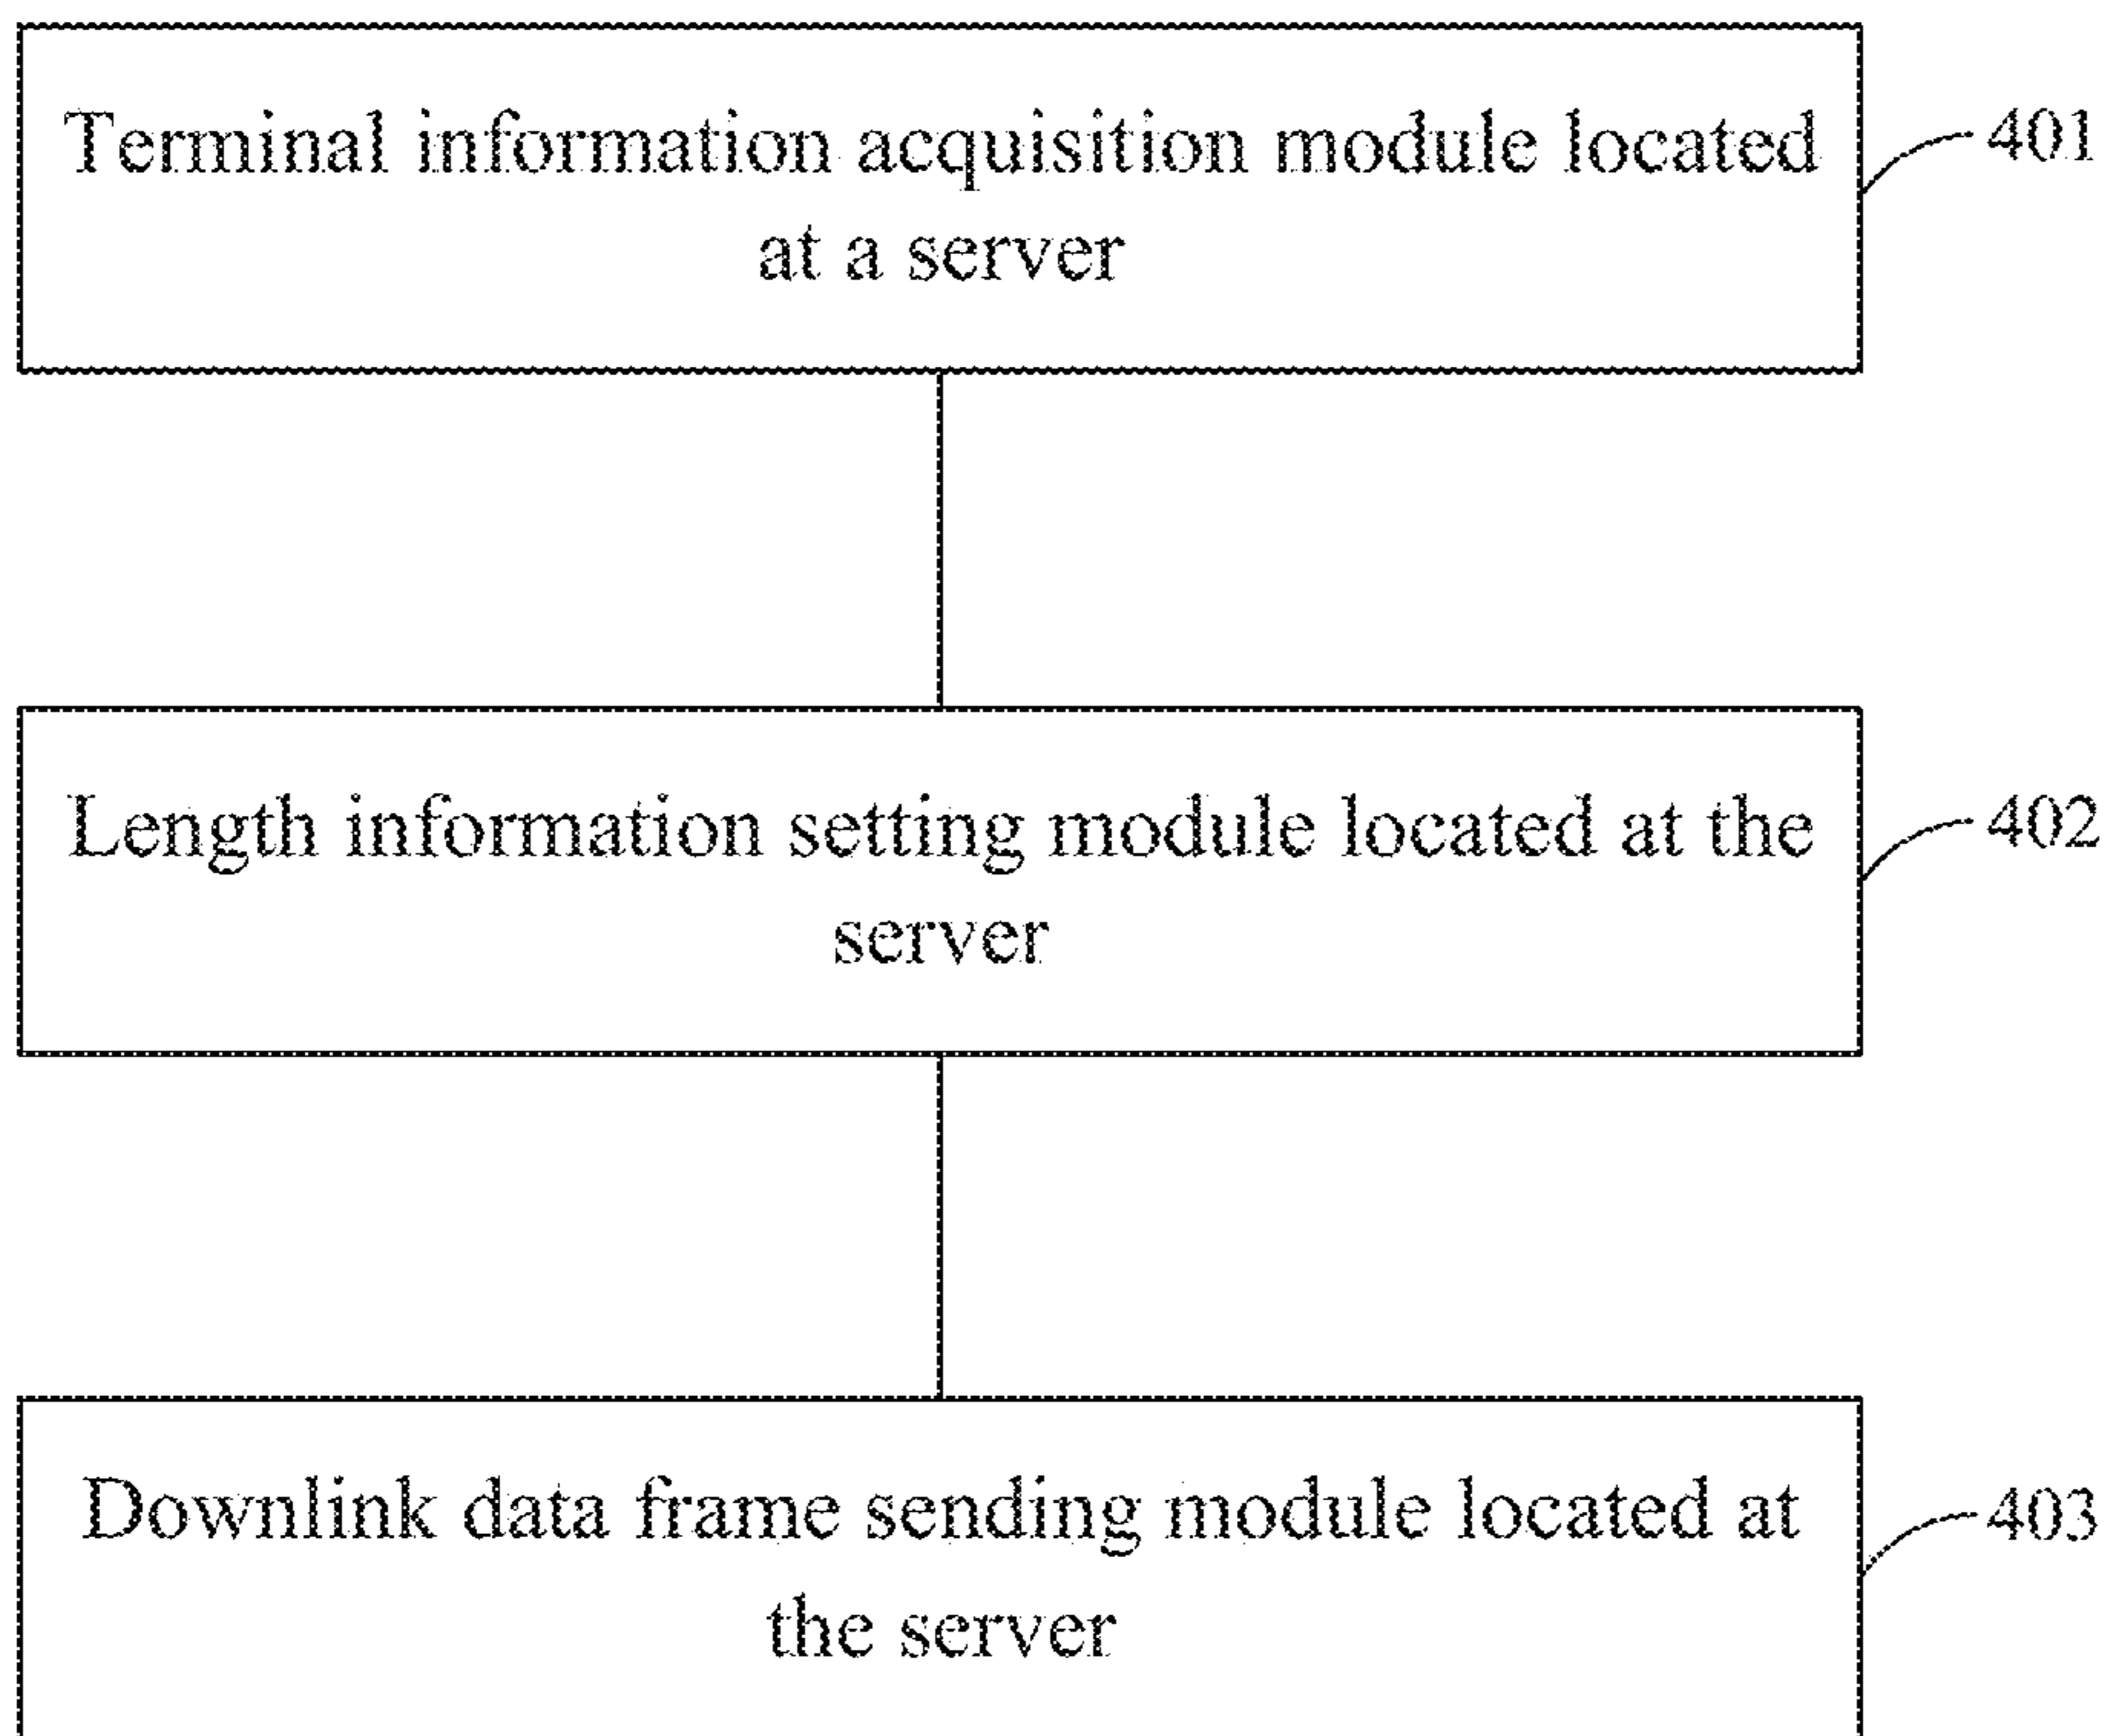 Terminal information acquisition module located
at a server
401
Length information setting module located at the
server
402
Downlink data frame sending module located at
the server
403